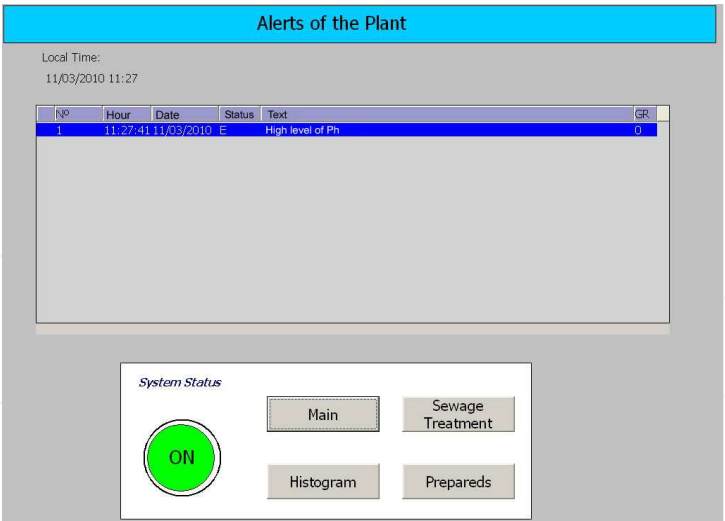 Alerts of the Plant
Local Time:
11/03/2010 11:27
Nº Hour Date Status Text GR
1 11:27:41 11/03/2010 E High level of Ph 0
System Status
ON
Main
Sewage
Treatment
Histogram
Prepareds